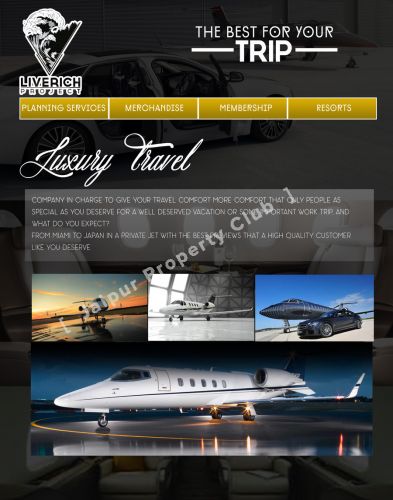 THE BEST FOR YOUR
TRIP
LIVERICH
PROJECT
PLANNING SERVICES
MERCHANDISE
MEMBERSHIP
RESORTS
Luxury Travel
COMPANY IN CHARGE TO GIVE YOUR TRAVEL COMFORT MORE COMFORT THAT ONLY PEOPLE AS
SPECIAL AS YOU DESERVE FOR A WELL DESERVED VACATION OR SOME IMPORTANT WORK TRIP. AND
WHAT DO YOU EXPECT?
FROM MIAMI TO JAPAN IN A PRIVATE JET WITH THE BEST REVIEWS THAT A HIGH QUALITY CUSTOMER
LIKE YOU DESERVE
[ Jaipur Property Club ]